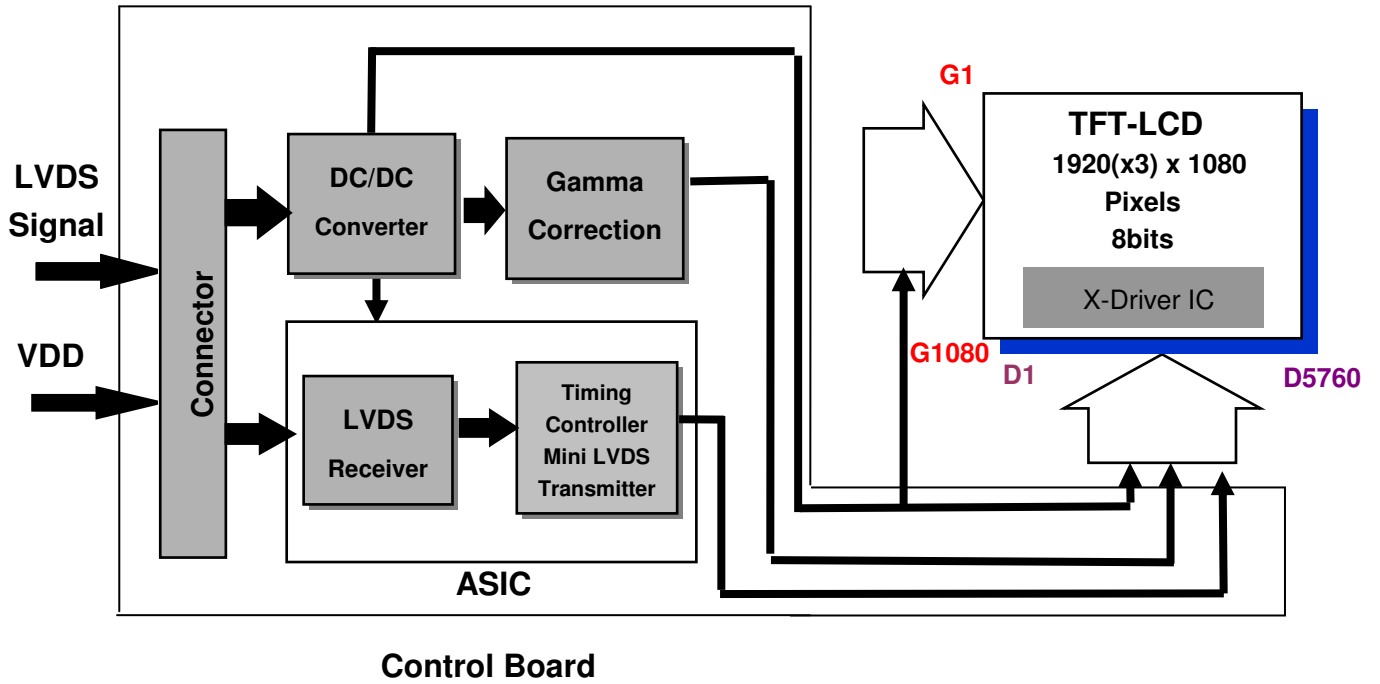 LVDS
Signal
VDD
Connector
DC/DC
Converter
Gamma
Correction
LVDS
Receiver
Timing
Controller
Mini LVDS
Transmitter
ASIC
Control Board
G1
G1080
TFT-LCD
1920(x3) x 1080
Pixels
8bits
X-Driver IC
D1
D5760